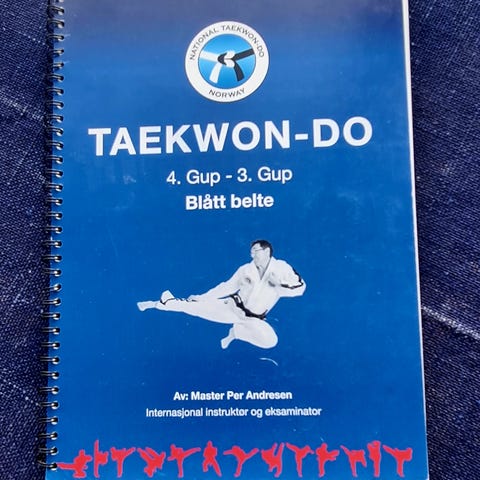 NATIONAL TAEKWON-DO
NORWAY
TAEKWON-DO
4. Gup - 3. Gup
Blått belte
Av: Master Per Andresen
Internasjonal instruktør og eksaminator